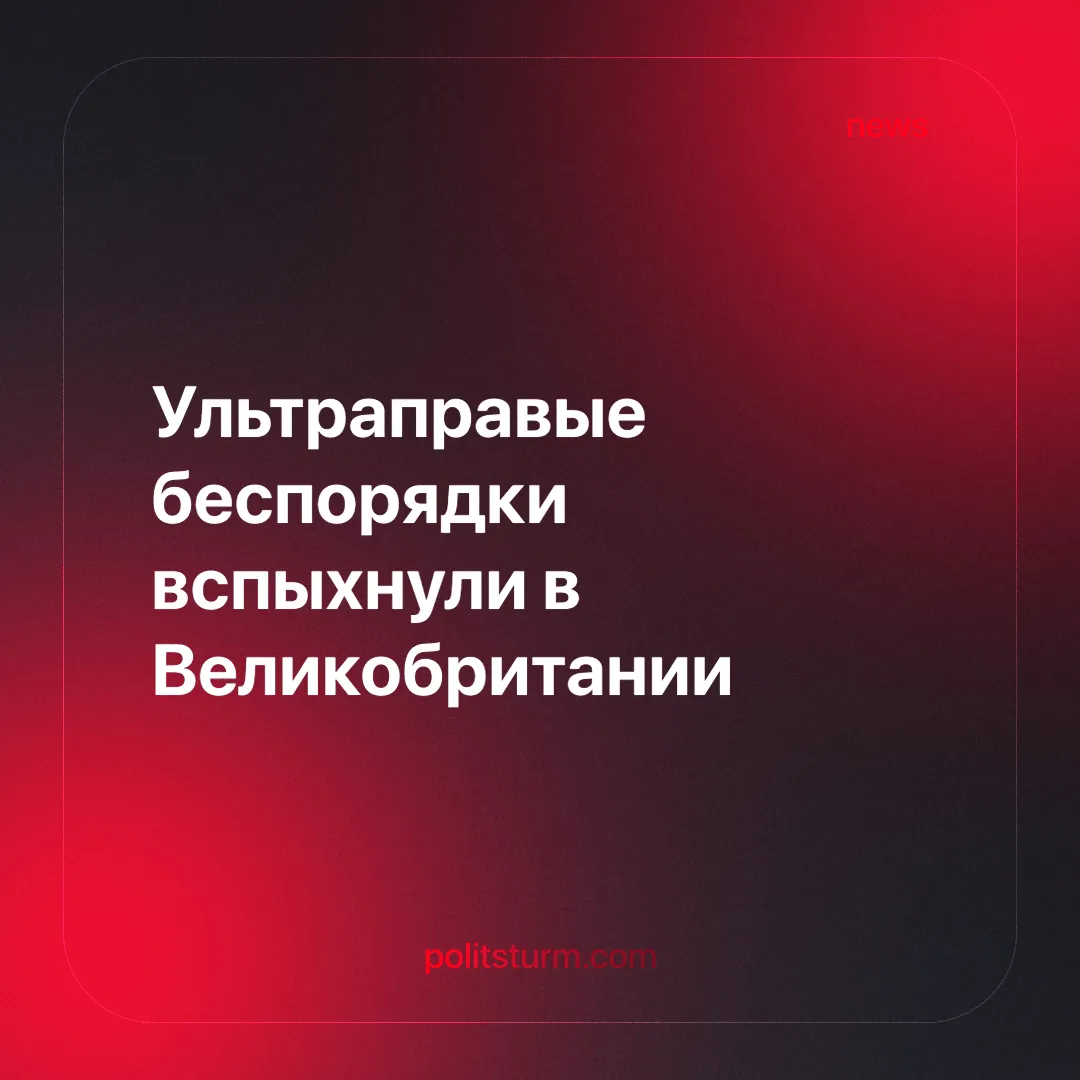 news
Ультраправые
беспорядки
вспыхнули в
Великобритании
politsturm.com